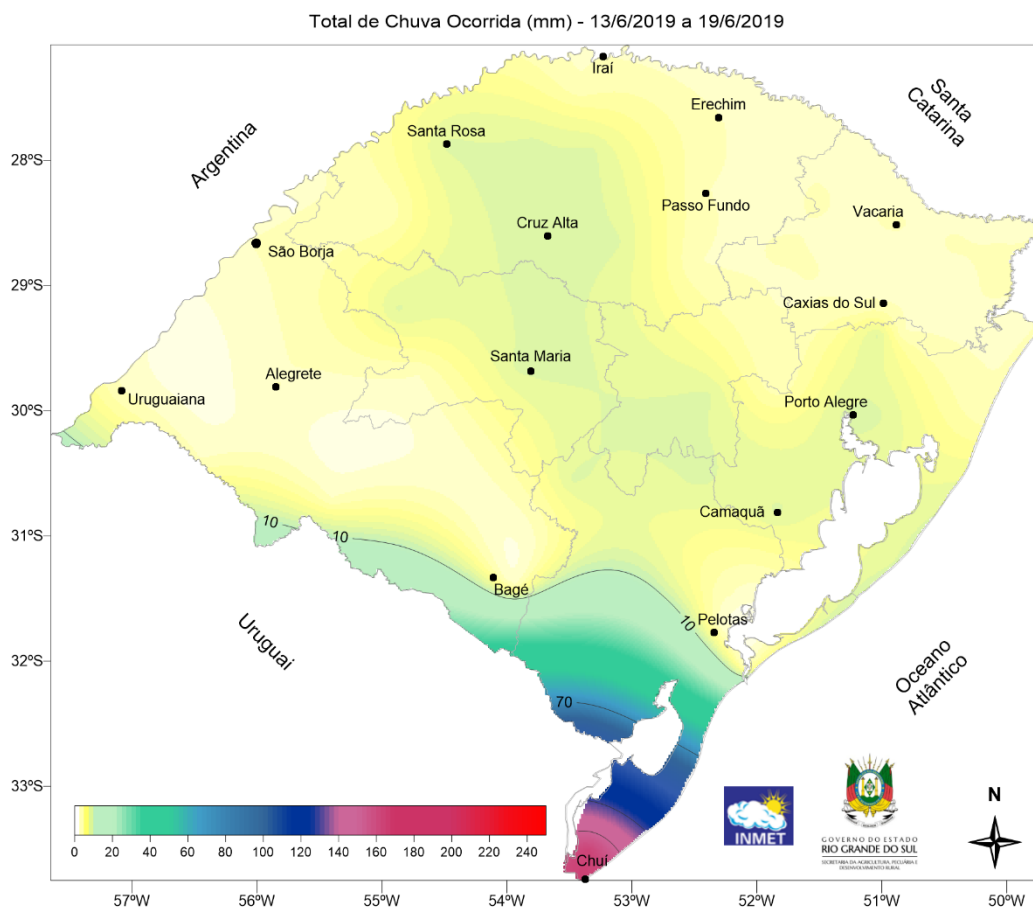 Total de Chuva Ocorrida (mm) - 13/6/2019 a 19/6/2019
Iraí
Santa
Catarina
Erechim
Argentina
Santa Rosa
28°S
Passo Fundo
Vacaria
Cruz Alta
São Borja
29°S
Caxias do Sul
Santa Maria
Alegrete
Uruguaiana
Porto Alegre
30°S
Camaquã
10
10
31°S
Bagé
10
Pelotas
Uruguai
32°S
Oceano
Atlântico
70
33°S
N
INMET
GOVERNO DO ESTADO
RIO GRANDE DO SUL
SECRETARIA DA AGRICULTURA, PECUÁRIA E
DESENVOLVIMENTO RURAL
0 20 40 60 80 100 120 140 160 180 200 220 240
Chuí
57°W 56°W 55°W 54°W 53°W 52°W 51°W 50°W